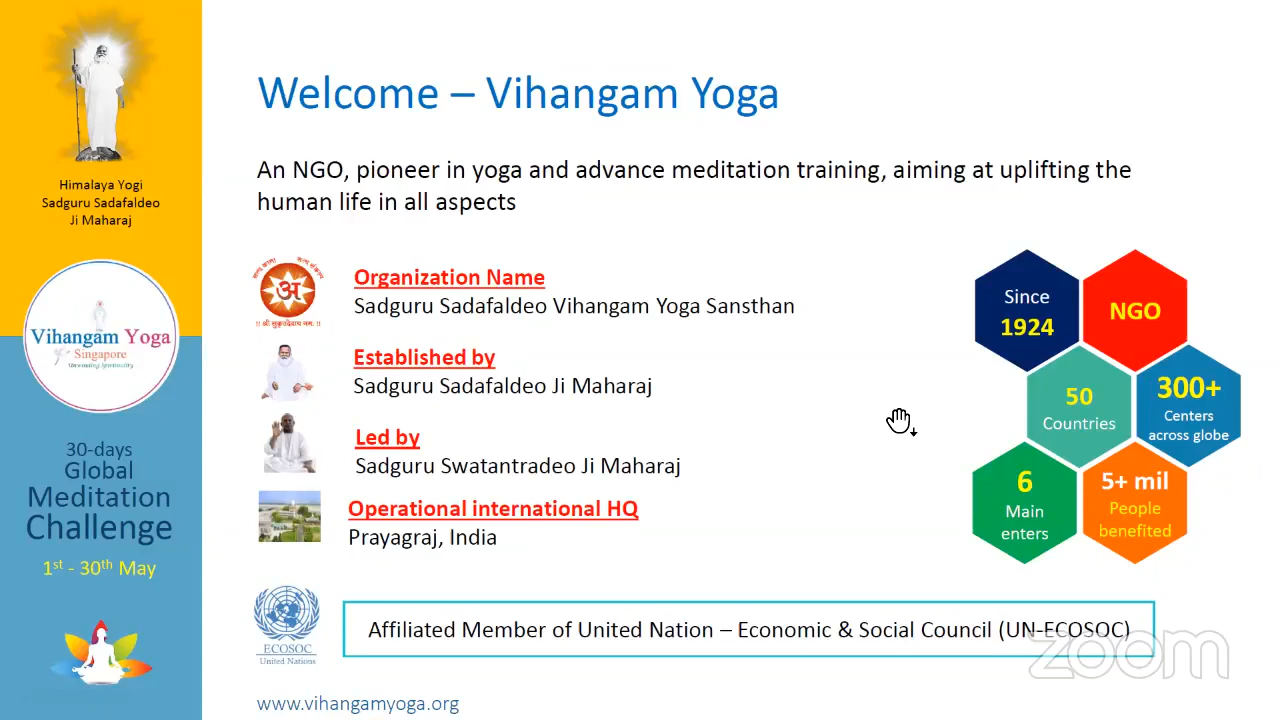 Himalaya Yogi
Sadguru Sadafaldeo
Ji Maharaj
Vihangam Yoga
Singapore
30-days
Global
Meditation
Challenge
1st - 30th May
Welcome – Vihangam Yoga
An NGO, pioneer in yoga and advance meditation training, aiming at uplifting the
human life in all aspects
अ
Organization Name
Sadguru Sadafaldeo Vihangam Yoga Sansthan
Established by
Sadguru Sadafaldeo Ji Maharaj
Led by
Sadguru Swatantradeo Ji Maharaj
Operational international HQ
Prayagraj, India
Since
1924
NGO
50
Countries
300+
Centers
across globe
6
Main
enters
5+ mil
People
benefited
ECOSOC
United Nations
Affiliated Member of United Nation – Economic & Social Council (UN-ECOSOC)
zoom
www.vihangamyoga.org